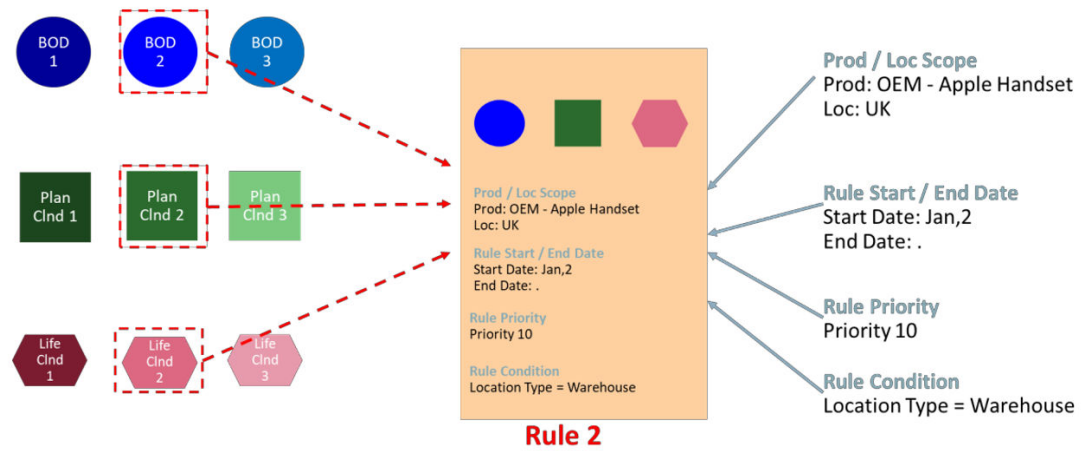 BOD
1
BOD
2
BOD
3
Plan
Clnd 1
Plan
Clnd 2
Plan
Clnd 3
Life
Clnd
1
Life
Clnd
2
Life
Clnd
3
Prod / Loc Scope
Prod: OEM - Apple Handset
Loc: UK
Rule Start / End Date
Start Date: Jan,2
End Date: .
Rule Priority
Priority 10
Rule Condition
Location Type = Warehouse
Rule 2
Prod / Loc Scope
Prod: OEM - Apple Handset
Loc: UK
Rule Start / End Date
Start Date: Jan,2
End Date: .
Rule Priority
Priority 10
Rule Condition
Location Type = Warehouse